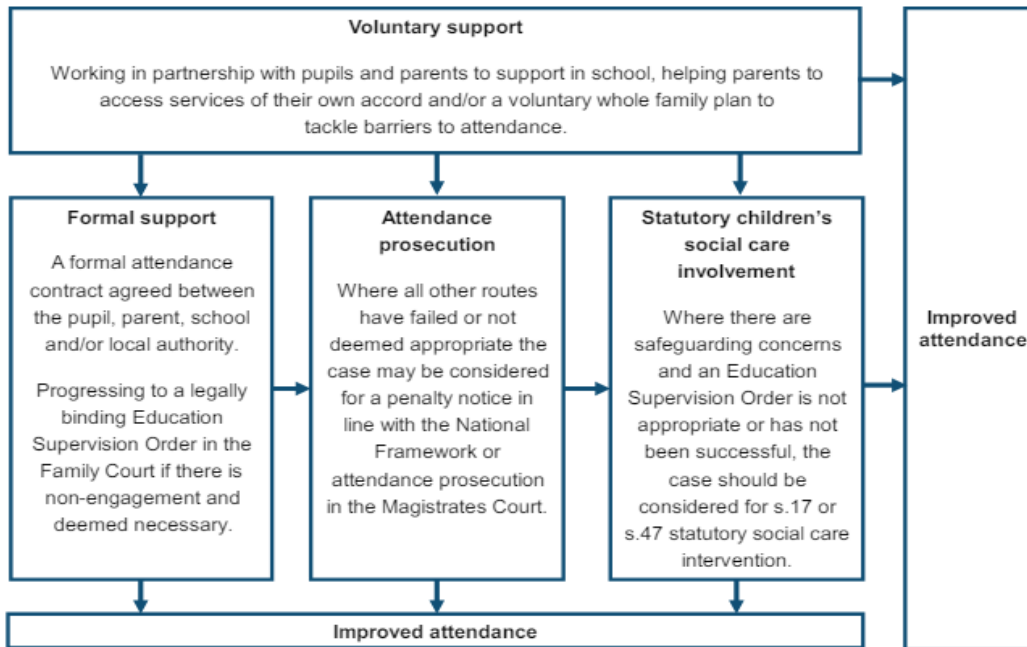 Voluntary support
Working in partnership with pupils and parents to support in school, helping parents to
access services of their own accord and/or a voluntary whole family plan to
tackle barriers to attendance.
Formal support
A formal attendance
contract agreed between
the pupil, parent, school
and/or local authority.
Progressing to a legally
binding Education
Supervision Order in the
Family Court if there is
non-engagement and
deemed necessary.
Attendance
prosecution
Where all other routes
have failed or not
deemed appropriate the
case may be considered
for a penalty notice in
line with the National
Framework or
attendance prosecution
in the Magistrates Court.
Statutory children’s
social care
involvement
Where there are
safeguarding concerns
and an Education
Supervision Order is not
appropriate or has not
been successful, the
case should be
considered for s.17 or
s.47 statutory social care
intervention.
Improved
attendance
Improved attendance